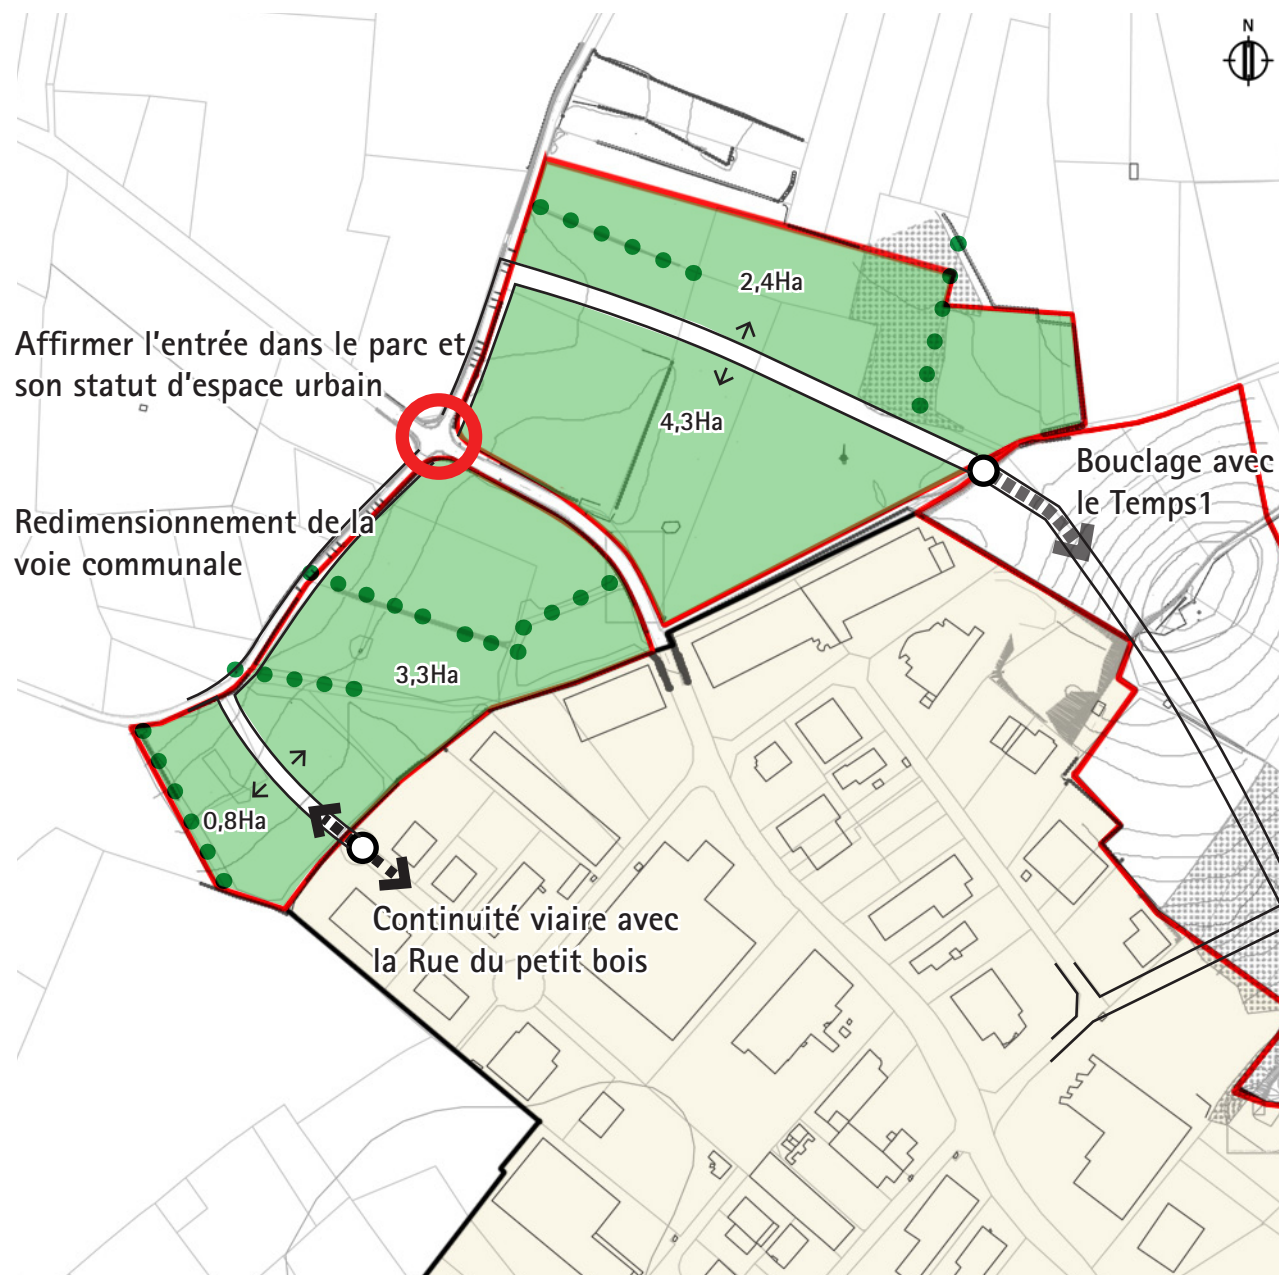 N
2,4Ha
Affirmer l'entrée dans le parc et
son statut d'espace urbain
4,3Ha
Bouclage avec
le Temps1
Redimensionnement de la
voie communale
3,3Ha
0,8Ha
Continuité viaire avec
la Rue du petit bois